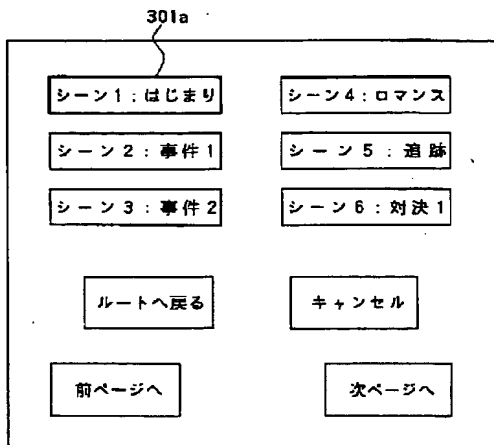 301a
シーン1:はじまり
シーン4:ロマンス
シーン2:事件1
シーン5:追跡
シーン3:事件2
シーン6:対決1
ルートへ戻る
キャンセル
前ページへ
次ページへ